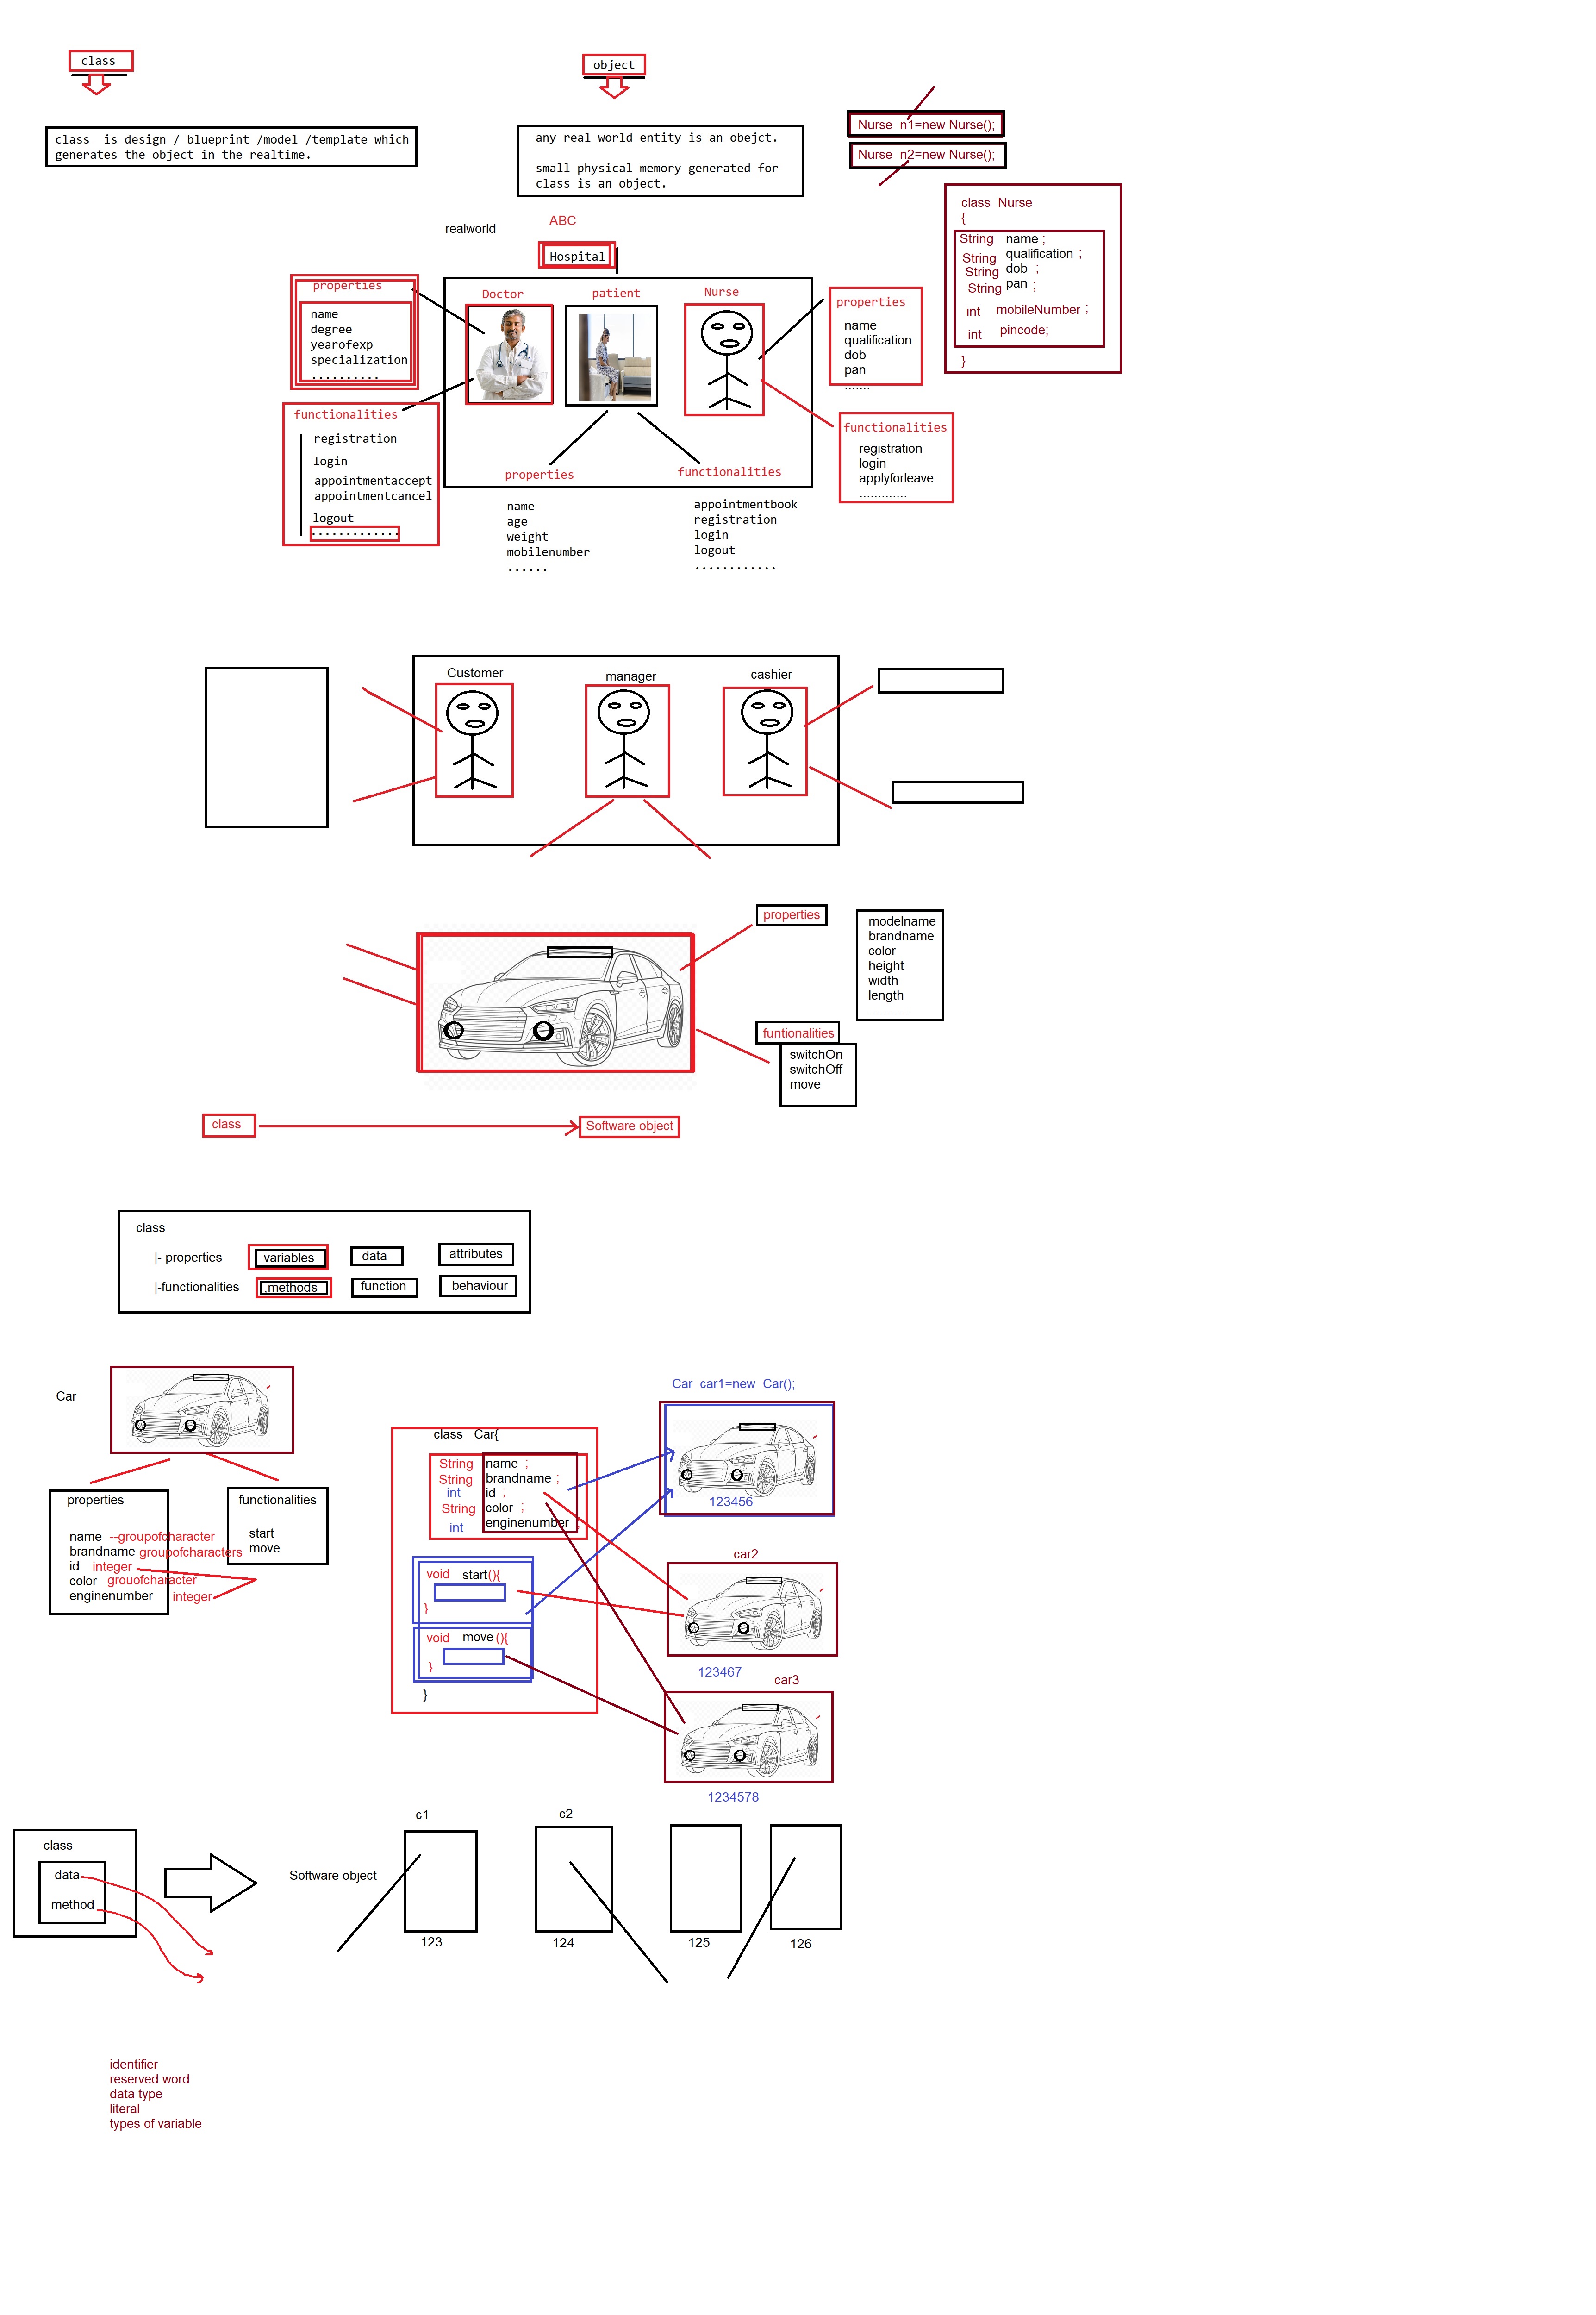 class
object
class  is design / blueprint /model /template which
generates the object in the realtime.
any real world entity is an obejct.
small physical memory generated for
class is an object.
Nurse  n1=new Nurse();
Nurse  n2=new Nurse();
class  Nurse
{
String name ;
String qualification ;
String dob  ;
String pan  ;
int mobileNumber ;
int pincode;
}
realworld
ABC
Hospital
Doctor
patient
Nurse
properties
name
degree
yearofexp
specialization
..........
functionalities
registration
login
appointmentaccept
appointmentcancel
logout
.............
properties
name
age
weight
mobilenumber
......
functionalities
appointmentbook
registration
login
logout
............
properties
name
qualification
dob
pan
.......
functionalities
registration
login
applyforleave
.............
Customer
manager
cashier
properties
modelname
brandname
color
height
width
length
...........
funtionalities
switchOn
switchOff
move
class
Software object
class
|- properties variables data attributes
|-functionalities .methods function behaviour
Car
properties
name --groupofcharacter
brandname groupofcharacters
id integer
color grouofcharacter
enginenumber integer
functionalities
start
move
class   Car{
String name  ;
String brandname ;
int id  ;
String color  ;
int enginenumber
void start(){
}
void move (){
}
}
Car  car1=new  Car();
123456
car2
123467
car3
1234578
class
data
method
Software object
c1
123
c2
124
125
126
identifier
reserved word
data type
literal
types of variable